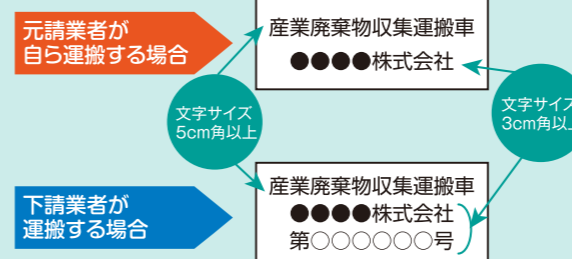 元請業者が
自ら運搬する場合
産業廃棄物収集運搬車
●●●●株式会社
文字サイズ
5cm角以上
文字サイズ
3cm角以
下請業者が
運搬する場合
産業廃棄物収集運搬車
●●●●株式会社
第○○○○○○号